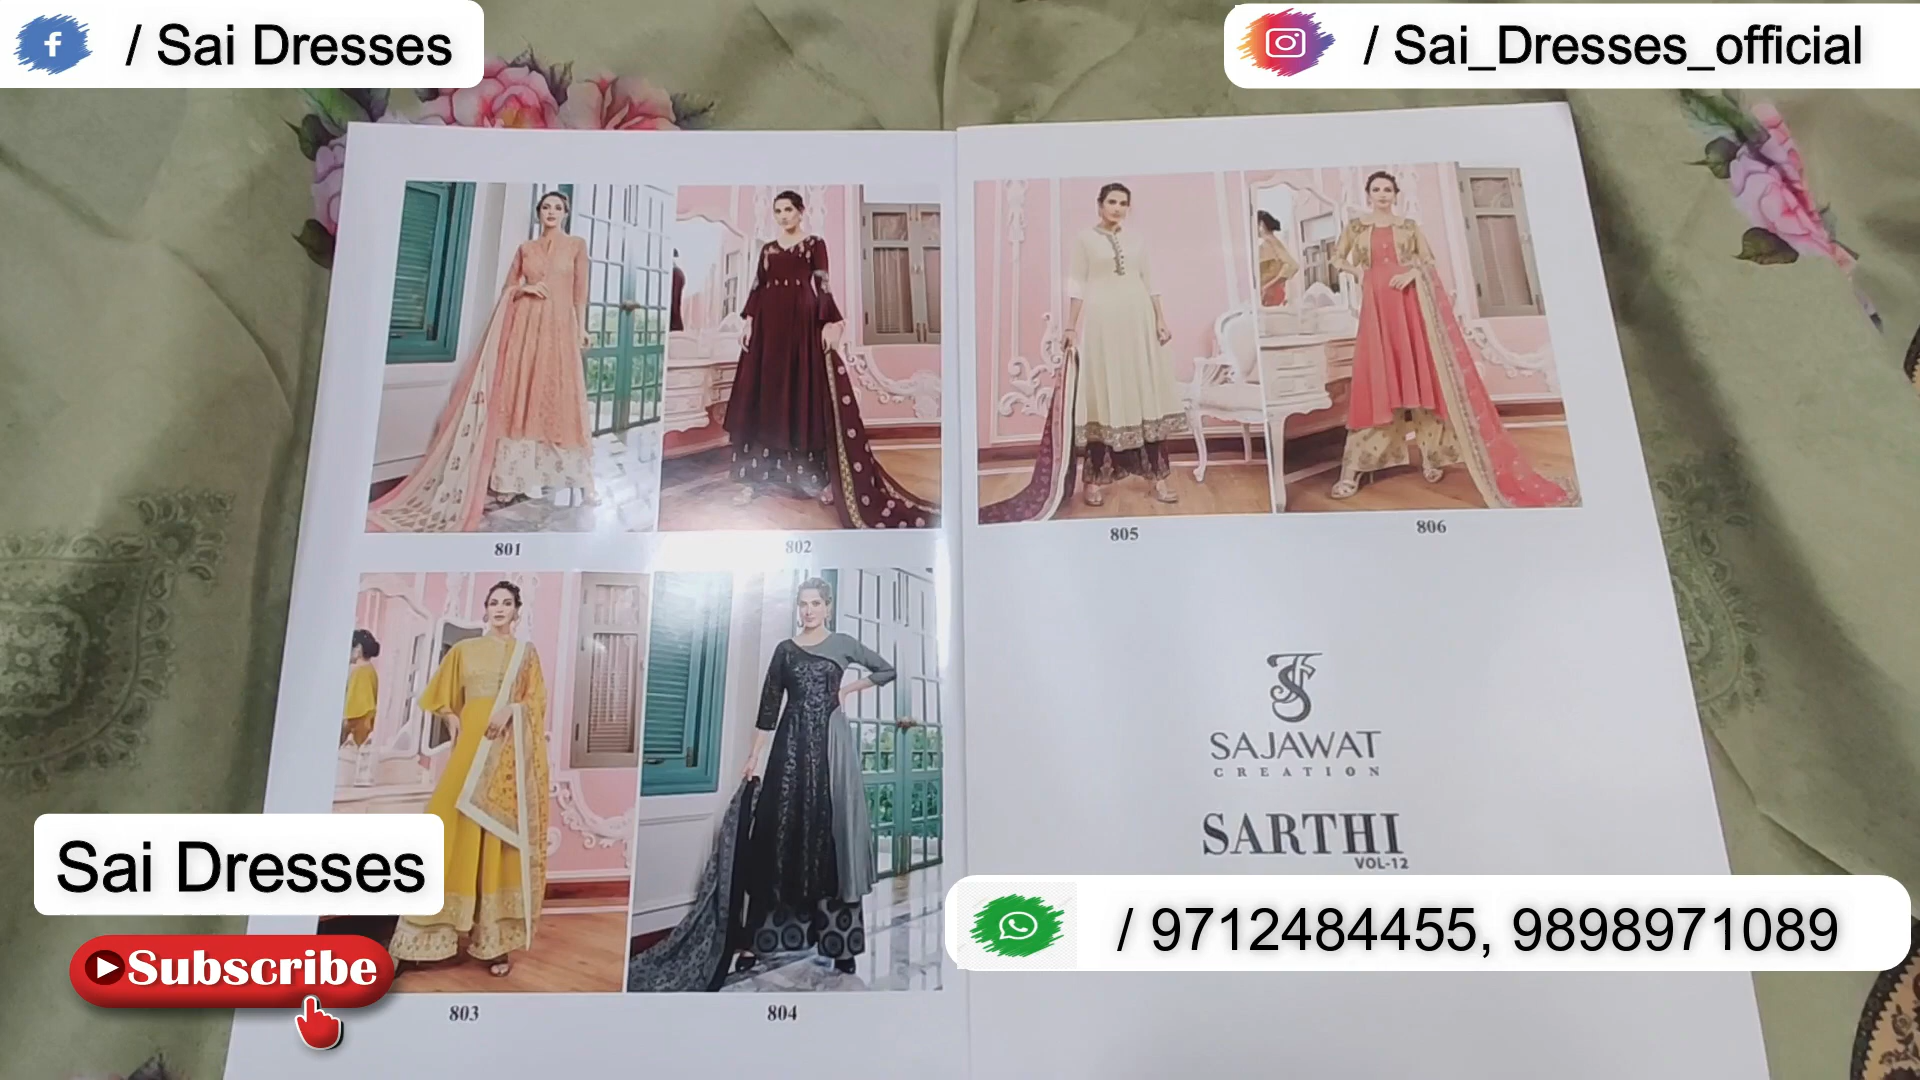 f / Sai Dresses
/ Sai_Dresses_official
801
802
805
806
803
804
SAJAWAT
CREATION
SARTHI
VOL-12
Sai Dresses
Subscribe
/ 9712484455, 9898971089